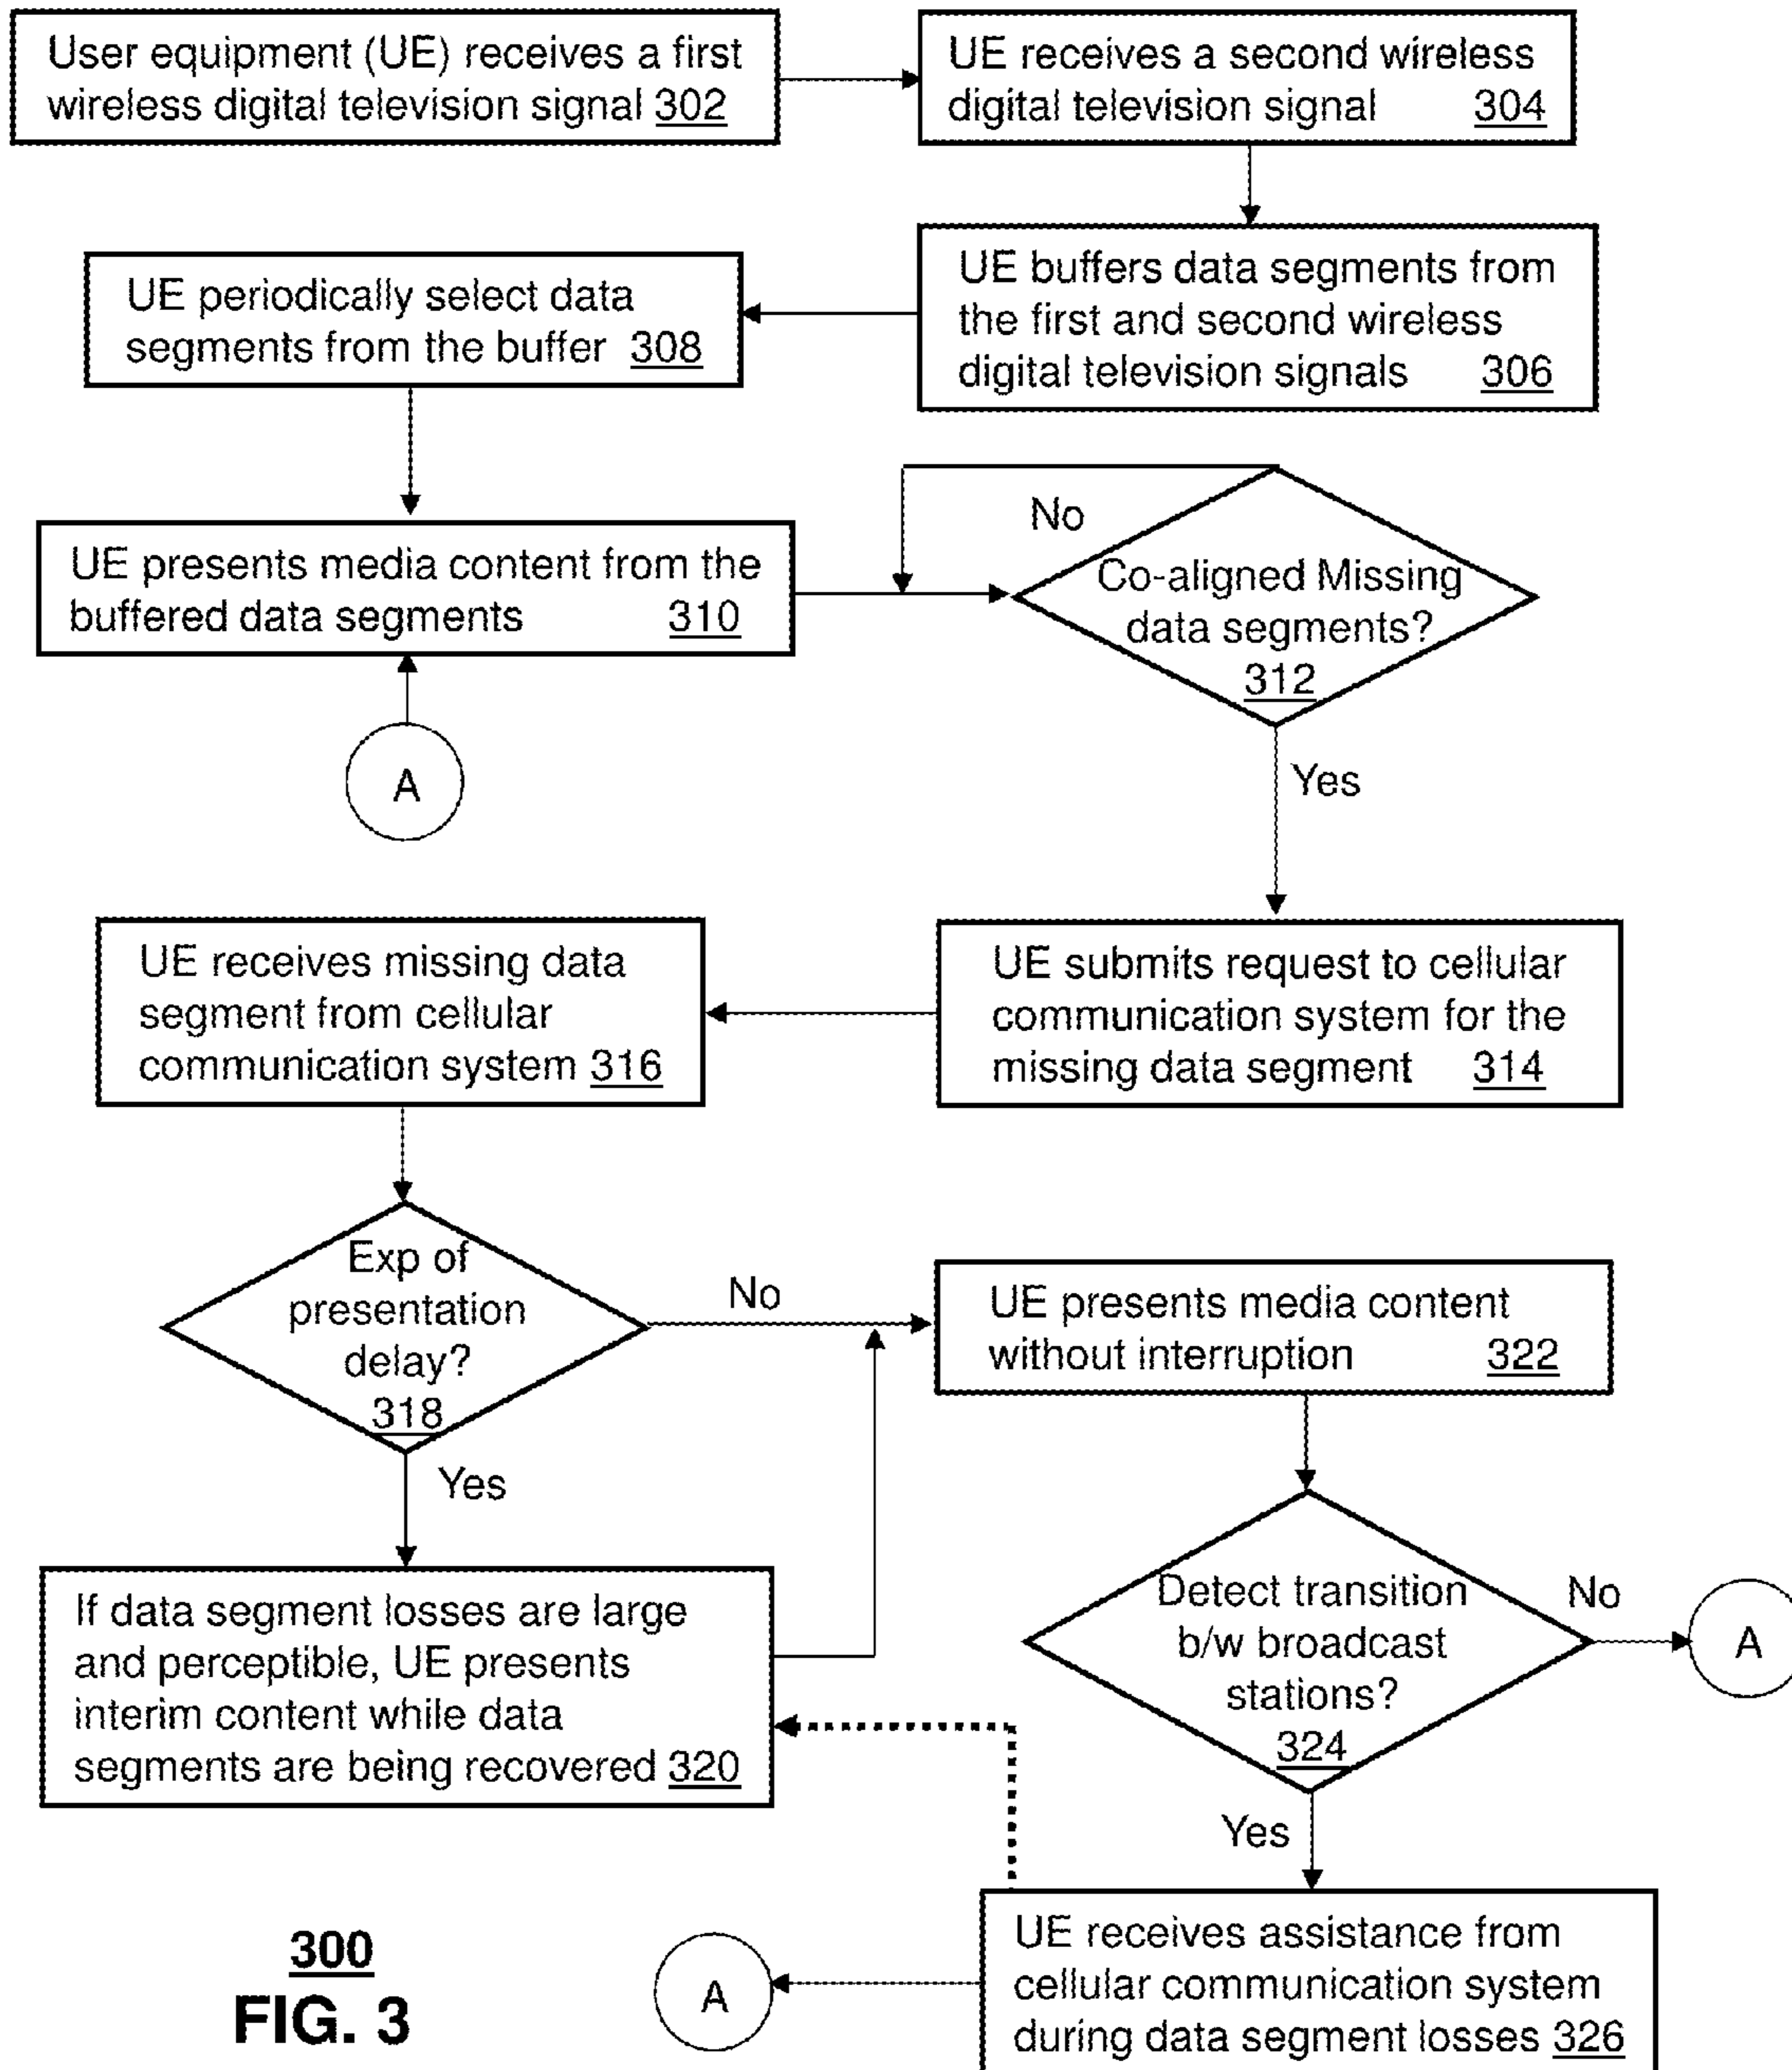 User equipment (UE) receives a first
wireless digital television signal 302
UE receives a second wireless
digital television signal 304
UE buffers data segments from
the first and second wireless
digital television signals 306
UE periodically select data
segments from the buffer 308
UE presents media content from the
buffered data segments 310
No
Co-aligned Missing
data segments?
312
A
Yes
UE submits request to cellular
communication system for the
missing data segment 314
UE receives missing data
segment from cellular
communication system 316
Exp of
presentation
delay?
318
No
Yes
UE presents media content
without interruption 322
If data segment losses are large
and perceptible, UE presents
interim content while data
segments are being recovered 320
Detect transition
b/w broadcast
stations?
324
No
A
Yes
UE receives assistance from
cellular communication system
during data segment losses 326
A
300
FIG. 3